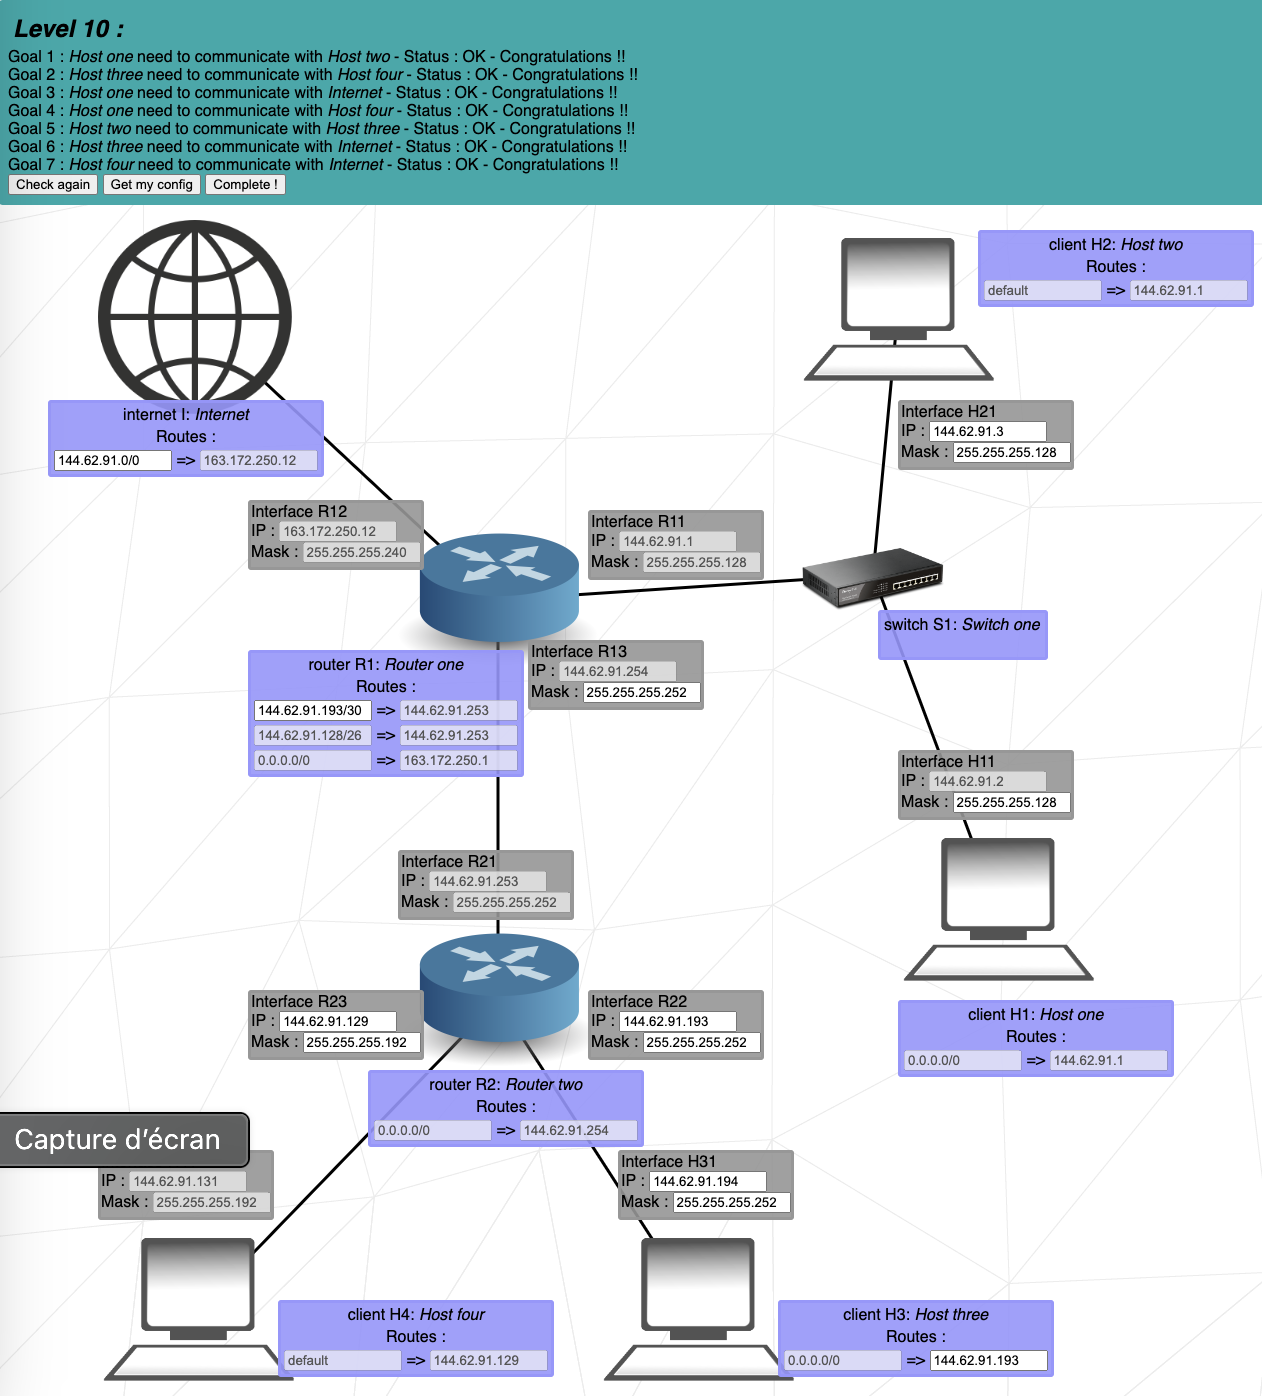 Level 10 :
Goal 1 : Host one need to communicate with Host two - Status : OK - Congratulations !!
Goal 2 : Host three need to communicate with Host four - Status : OK - Congratulations !!
Goal 3 : Host one need to communicate with Internet - Status : OK - Congratulations !!
Goal 4 : Host one need to communicate with Host four - Status : OK - Congratulations !!
Goal 5 : Host two need to communicate with Host three - Status : OK - Congratulations !!
Goal 6 : Host three need to communicate with Internet - Status : OK - Congratulations !!
Goal 7 : Host four need to communicate with Internet - Status : OK - Congratulations !!
Check again Get my config Complete !
client H2: Host two
Routes :
default => 144.62.91.1
internet I: Internet
Routes :
144.62.91.0/0 => 163.172.250.12
Interface H21
IP : 144.62.91.3
Mask : 255.255.255.128
Interface R12
IP : 163.172.250.12
Mask : 255.255.255.240
Interface R11
IP : 144.62.91.1
Mask : 255.255.255.128
switch S1: Switch one
Interface R13
IP : 144.62.91.254
Mask : 255.255.255.252
router R1: Router one
Routes :
144.62.91.193/30 => 144.62.91.253
144.62.91.128/26 => 144.62.91.253
0.0.0.0/0 => 163.172.250.1
Interface H11
IP : 144.62.91.2
Mask : 255.255.255.128
Interface R21
IP : 144.62.91.253
Mask : 255.255.255.252
Interface R23
IP : 144.62.91.129
Mask : 255.255.255.192
Interface R22
IP : 144.62.91.193
Mask : 255.255.255.252
client H1: Host one
Routes :
0.0.0.0/0 => 144.62.91.1
router R2: Router two
Routes :
0.0.0.0/0 => 144.62.91.254
Capture d'écran
IP : 144.62.91.131
Mask : 255.255.255.192
Interface H31
IP : 144.62.91.194
Mask : 255.255.255.252
client H4: Host four
Routes :
default => 144.62.91.129
client H3: Host three
Routes :
0.0.0.0/0 => 144.62.91.193